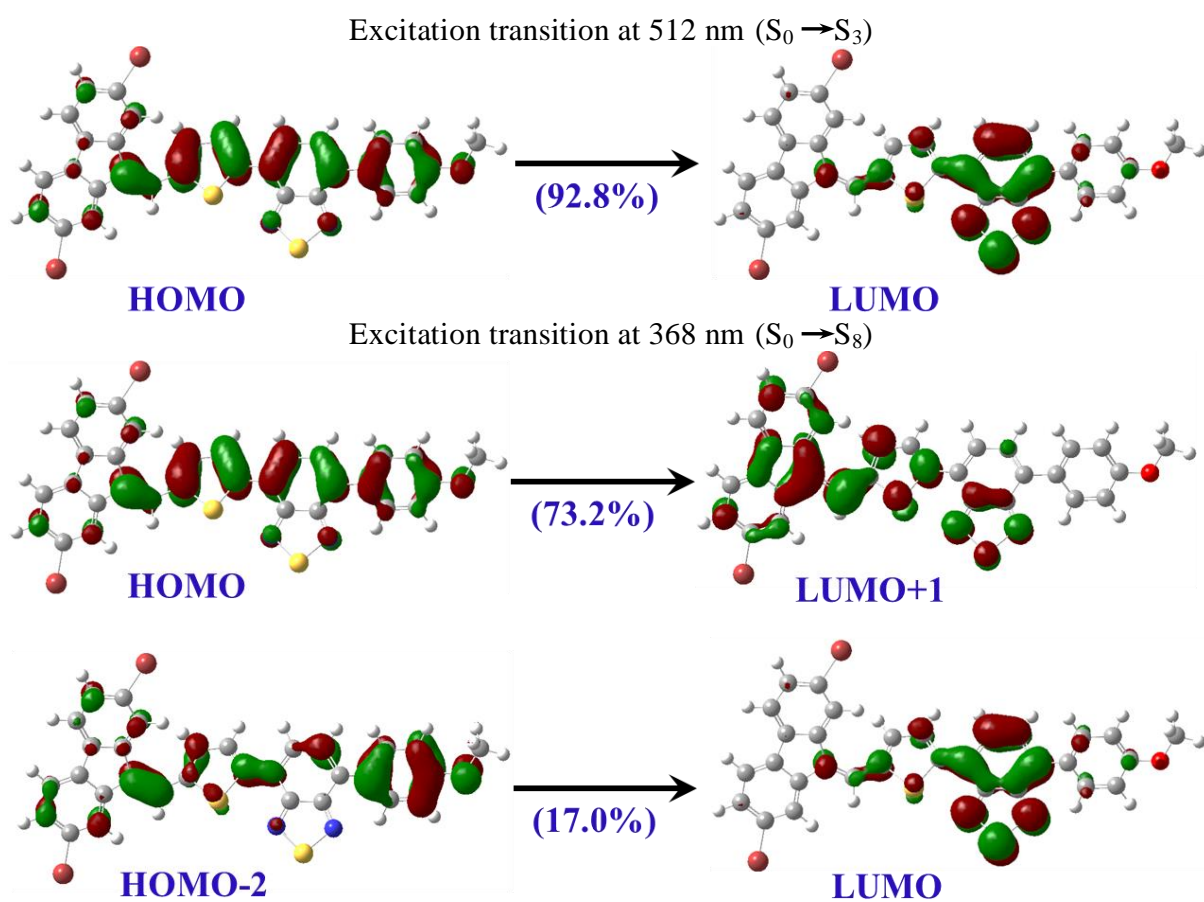 Excitation transition at 512 nm (S₀→S₃)
(92.8%)
HOMO
LUMO
Excitation transition at 368 nm (S₀→S₈)
(73.2%)
HOMO
LUMO+1
(17.0%)
HOMO-2
LUMO